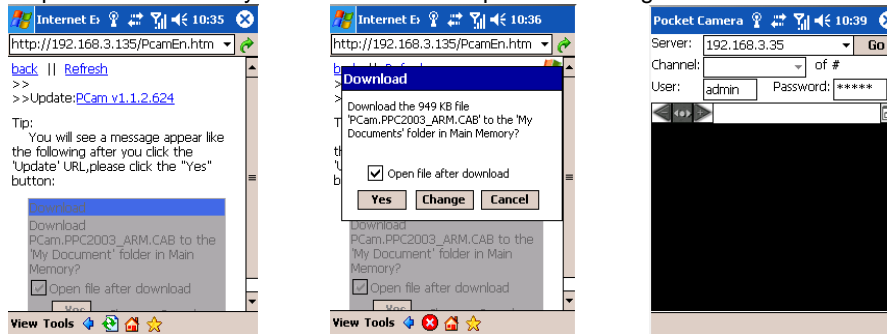 Internet Ex 10:35
http://192.168.3.135/PcamEn.htm
back || Refresh
>>
>>Update:PCam v1.1.2.624
Tip:
You will see a message appear like
the following after you click the
'Update' URL,please click the "Yes"
button:
Download
Download
PCam.PPC2003_ARM.CAB to the
'My Document' folder in Main
Memory?
Open file after download
Yes
View Tools
Internet Ex 10:36
http://192.168.3.135/PcamEn.htm
Download
Download the 949 KB file
'PCam.PPC2003_ARM.CAB' to the 'My
Documents' folder in Main Memory?
Open file after download
Yes Change Cancel
Download
PCam.PPC2003_ARM.CAB to the
'My Document' folder in Main
Memory?
Open file after download
Yes
View Tools
Pocket Camera 10:39
Server: 192.168.3.35 Go
Channel: of #
User: admin Password: *****